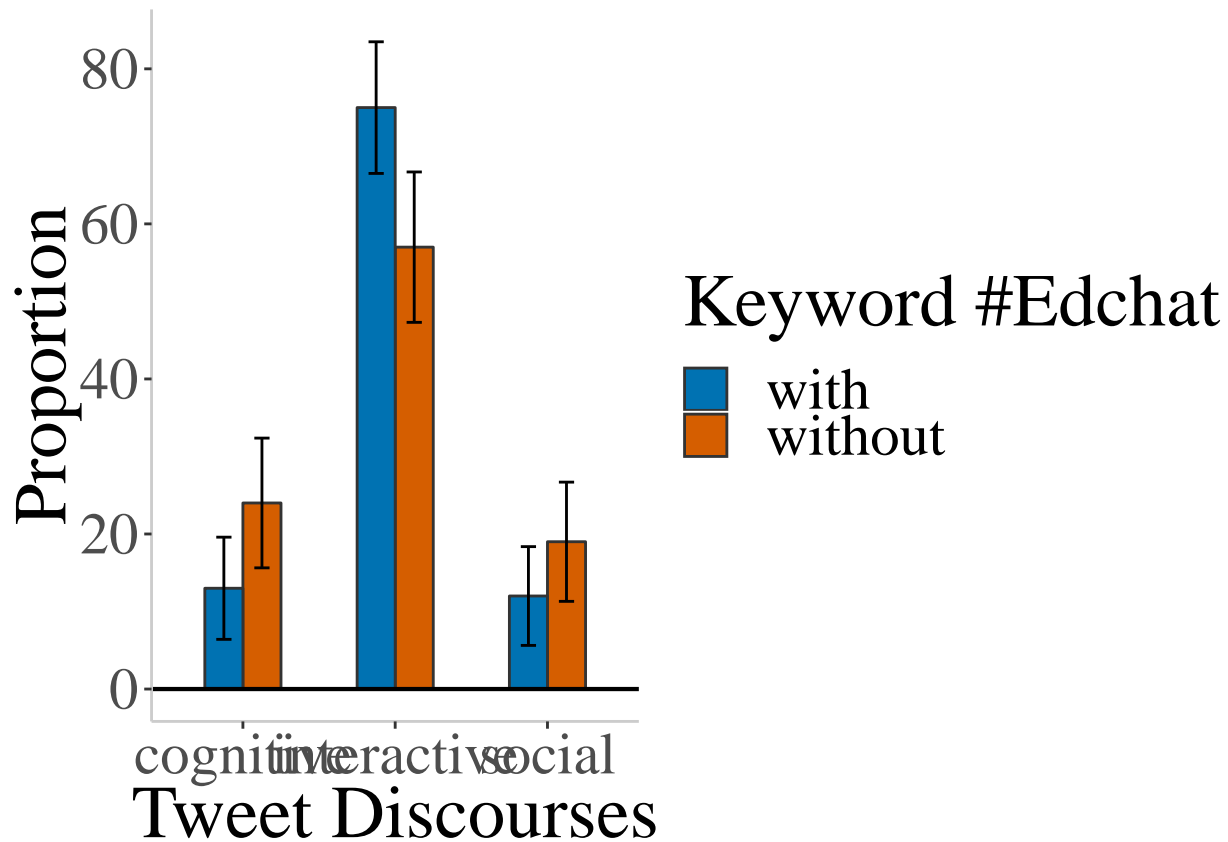 Proportion
80
60
40
20
0
cognitive interactive social
Tweet Discourses
Keyword #Edchat
with
without